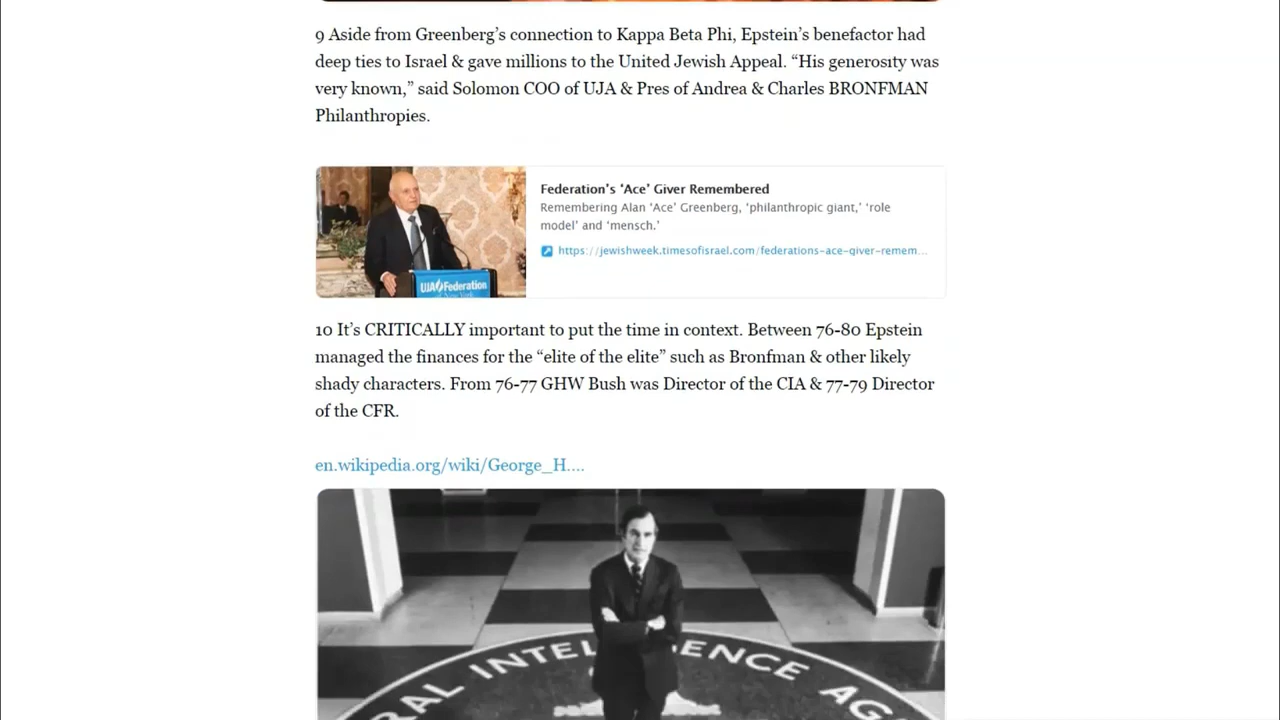 9 Aside from Greenberg’s connection to Kappa Beta Phi, Epstein’s benefactor had
deep ties to Israel & gave millions to the United Jewish Appeal. “His generosity was
very known,” said Solomon COO of UJA & Pres of Andrea & Charles BRONFMAN
Philanthropies.
Federation’s ‘Ace’ Giver Remembered
Remembering Alan ‘Ace’ Greenberg, ‘philanthropic giant,’ ‘role
model’ and ‘mensch.’
https://jewishweek.timesofisrael.com/federations-ace-giver-remem...
UJA Federation
10 It’s CRITICALLY important to put the time in context. Between 76-80 Epstein
managed the finances for the “elite of the elite” such as Bronfman & other likely
shady characters. From 76-77 GHW Bush was Director of the CIA & 77-79 Director
of the CFR.
en.wikipedia.org/wiki/George_H....
RAL INTEL ENCE AG